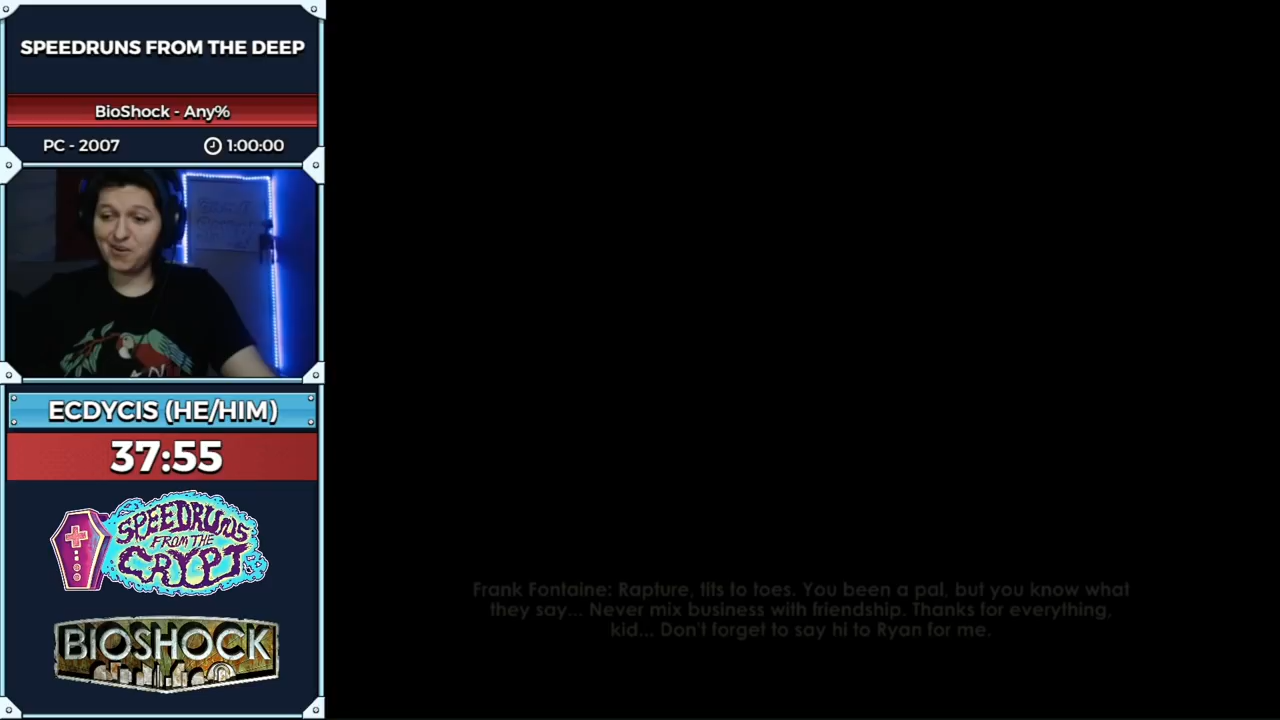 SPEEDRUNS FROM THE DEEP
BioShock - Any%
PC - 2007
1:00:00
ECDYCIS (HE/HIM)
37:55
SPEEDRUNS
FROM THE
CRYPT
BIOSHOCK
Frank Fontaine: Rapture, tits to toes. You been a pal, but you know what
they say... Never mix business with friendship. Thanks for everything,
kid... Don't forget to say hi to Ryan for me.